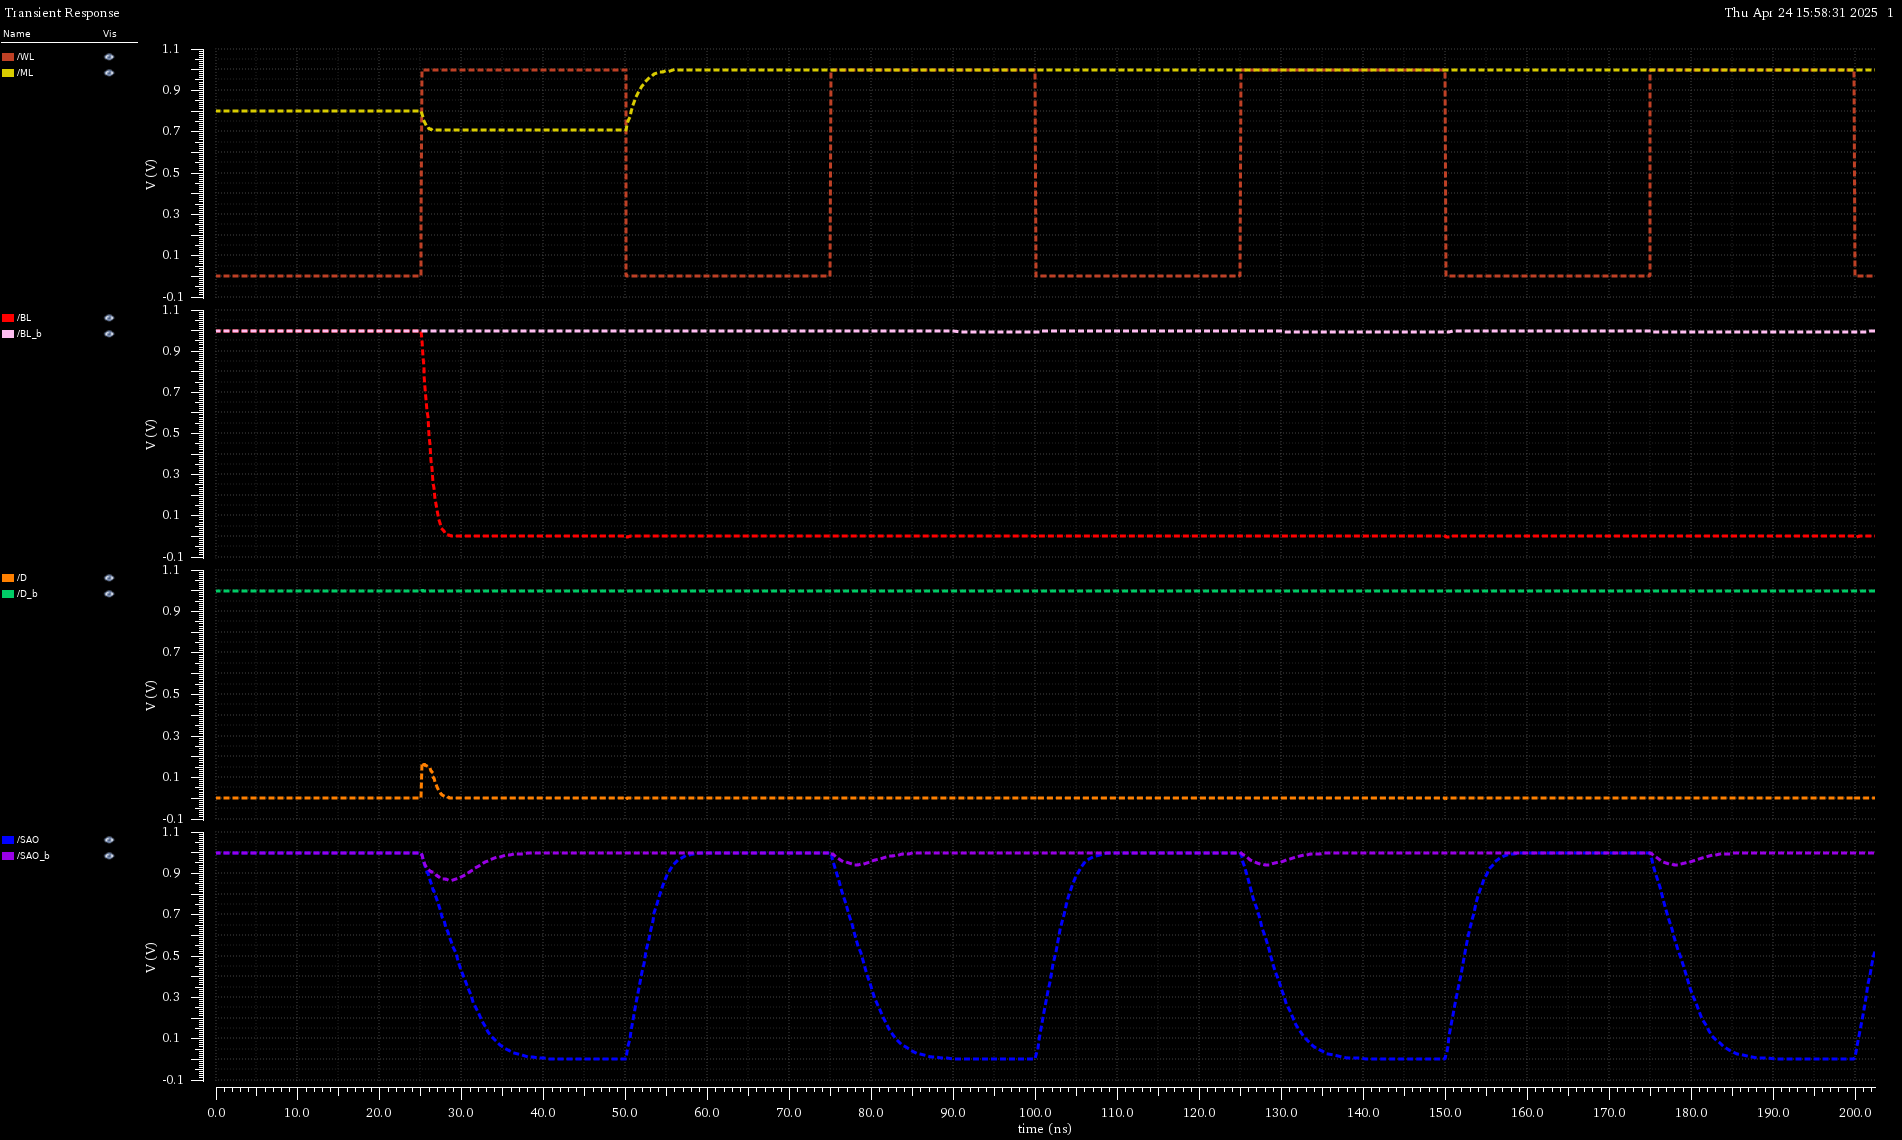 Transient Response
Thu Apr 24 15:58:31 2025 1
Name Vis
/WL
/ML
1.1
0.9
0.7
0.5
0.3
0.1
-0.1
V (V)
/BL
/BL_b
1.1
0.9
0.7
0.5
0.3
0.1
-0.1
V (V)
/D
/D_b
1.1
0.9
0.7
0.5
0.3
0.1
-0.1
V (V)
/SAO
/SAO_b
1.1
0.9
0.7
0.5
0.3
0.1
-0.1
V (V)
0.0 10.0 20.0 30.0 40.0 50.0 60.0 70.0 80.0 90.0 100.0 110.0 120.0 130.0 140.0 150.0 160.0 170.0 180.0 190.0 200.0
time (ns)